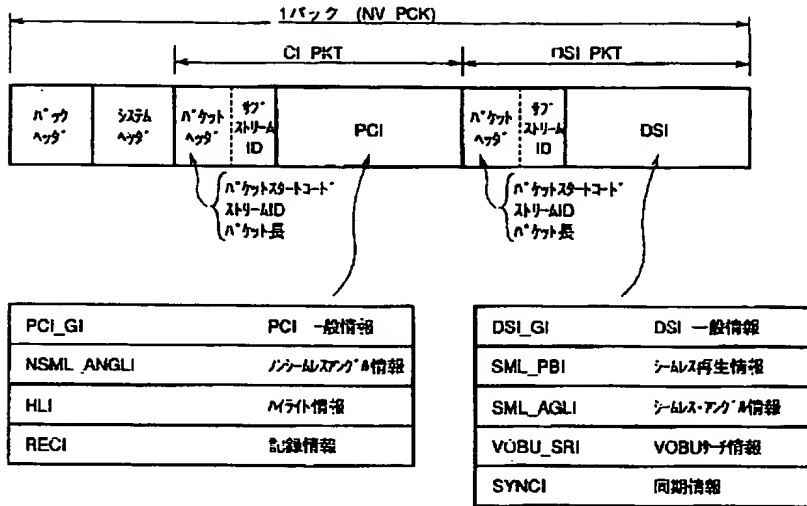 1パック (NV PCK)
CI PKT
DSI PKT
パック
ヘッダ
システム
ヘッダ
パケット
ヘッダ
サブ
ストリーム
ID
PCI
パケット
ヘッダ
サブ
ストリーム
ID
DSI
パケットスタートコード
ストリームID
パケット長
パケットスタートコード
ストリームID
パケット長
PCI_GI PCI 一般情報
NSML_ANGLI ノンシームレスアングル情報
HLI ハイライト情報
RECI 記録情報
DSI_GI DSI 一般情報
SML_PBI シームレス再生情報
SML_AGLI シームレス・アングル情報
VOBU_SRI VOBUサーチ情報
SYNCI 同期情報